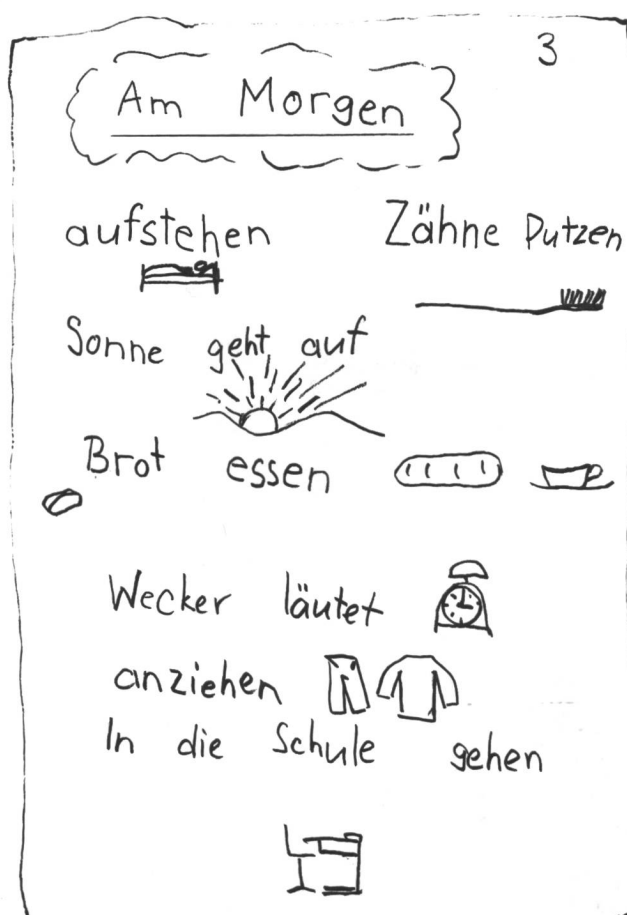 3
Am Morgen
aufstehen Zähne Putzen
Sonne geht auf
Brot essen
Wecker läutet
anziehen
In die Schule gehen